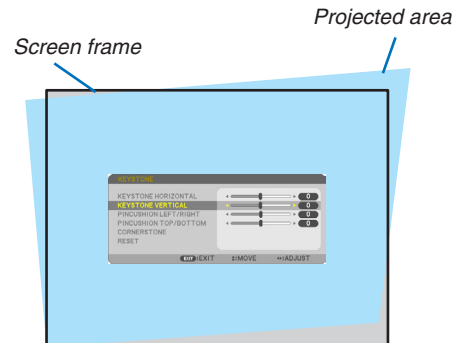 Projected area
Screen frame
KEYSTONE
KEYSTONE HORIZONTAL 0
KEYSTONE VERTICAL 0
PINCUSHION LEFT/RIGHT 0
PINCUSHION TOP/BOTTOM 0
CORNERSTONE
RESET
EXIT :EXIT ↕:MOVE ↔:ADJUST